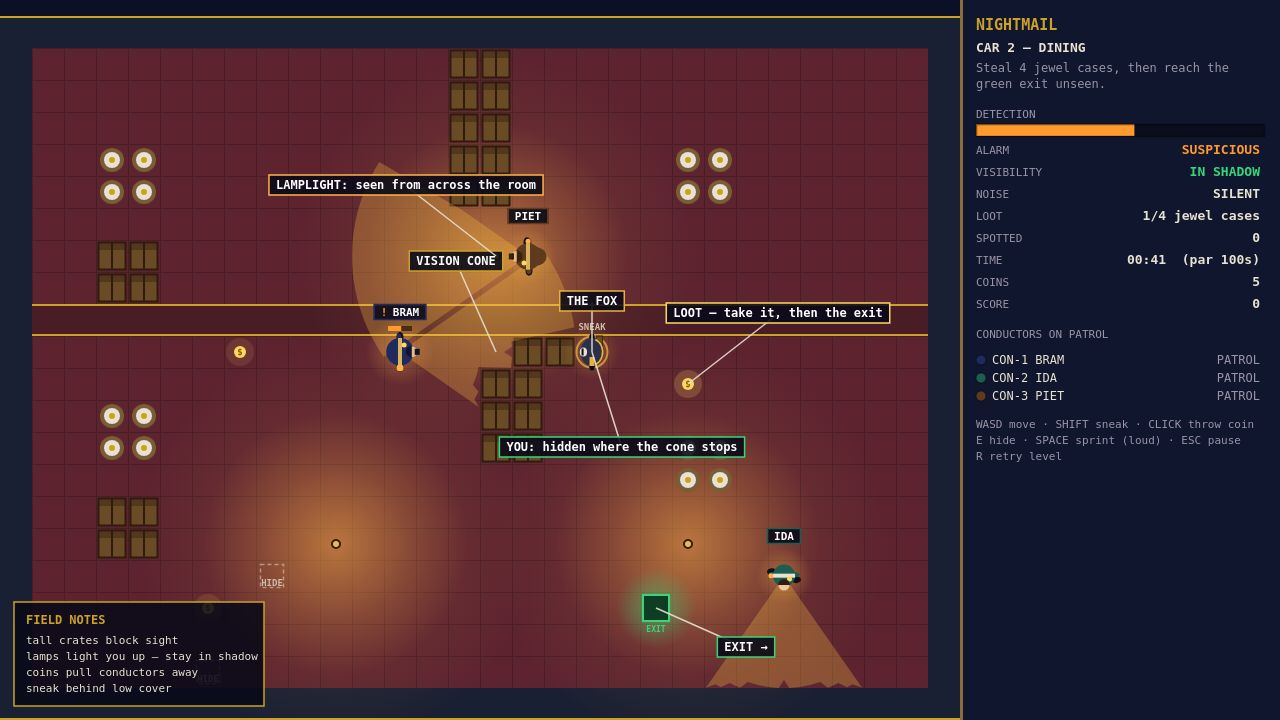 LAMPLIGHT: seen from across the room
PIET
VISION CONE
THE FOX
LOOT — take it, then the exit
! BRAM
SNEAK
YOU: hidden where the cone stops
IDA
HIDE
EXIT
EXIT →
FIELD NOTES
tall crates block sight
lamps light you up — stay in shadow
coins pull conductors away
HIDE
sneak behind low cover
NIGHTMAIL
CAR 2 — DINING
Steal 4 jewel cases, then reach the
green exit unseen.
DETECTION
ALARM SUSPICIOUS
VISIBILITY IN SHADOW
NOISE SILENT
LOOT 1/4 jewel cases
SPOTTED 0
TIME 00:41 (par 100s)
COINS 5
SCORE 0
CONDUCTORS ON PATROL
CON-1 BRAM PATROL
CON-2 IDA PATROL
CON-3 PIET PATROL
WASD move · SHIFT sneak · CLICK throw coin
E hide · SPACE sprint (loud) · ESC pause
R retry level